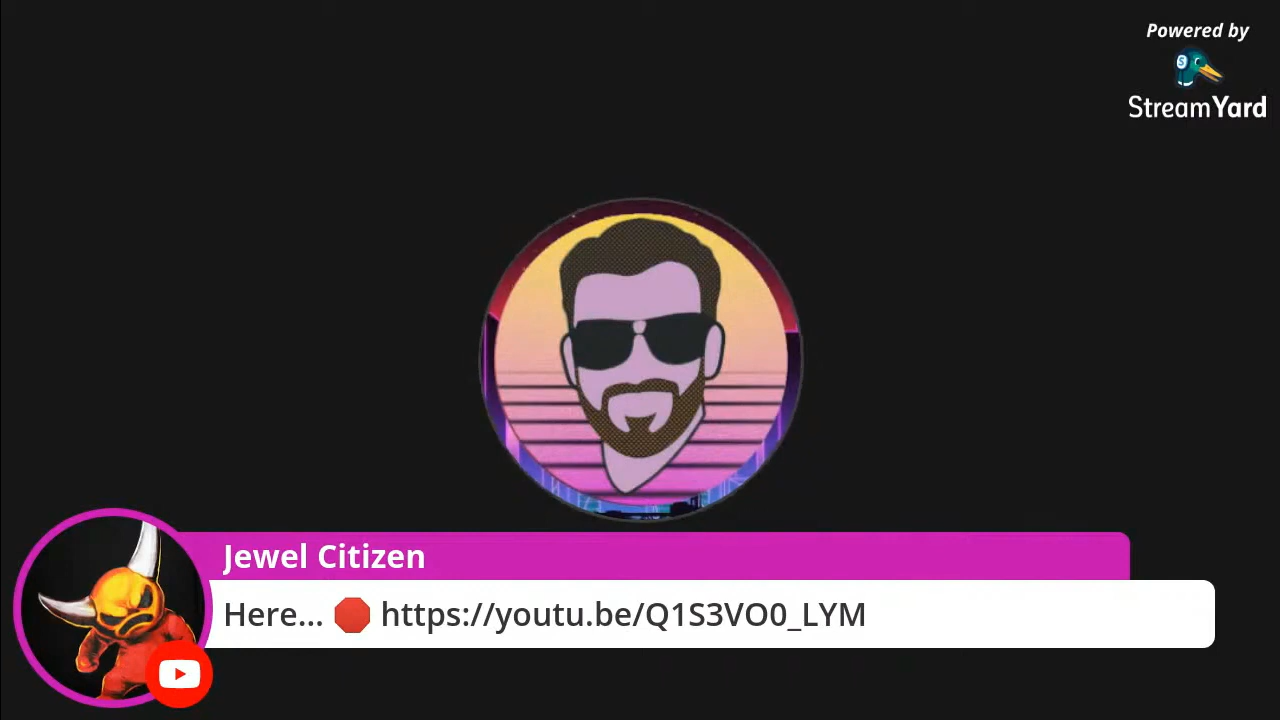 Powered by
StreamYard
Jewel Citizen
Here... 🛑 https://youtu.be/Q1S3VO0_LYM